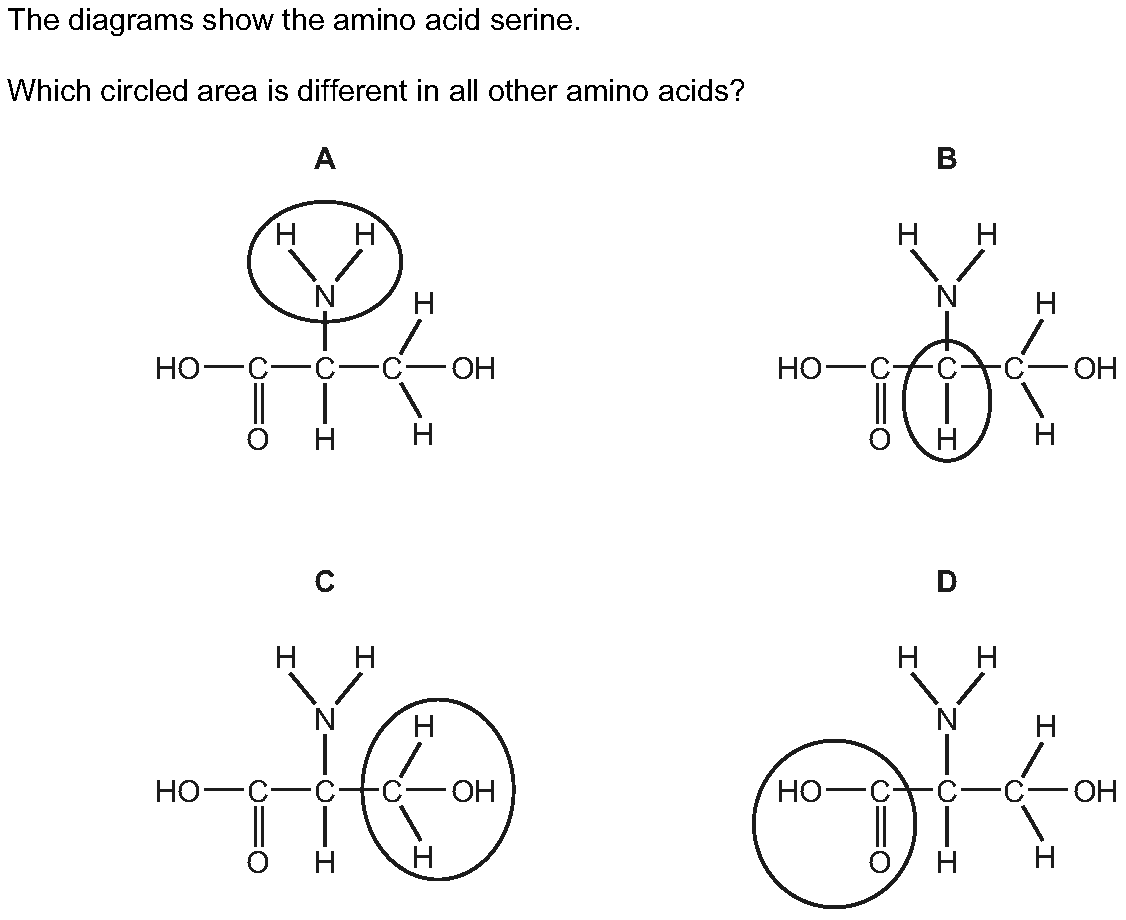 The diagrams show the amino acid serine.
Which circled area is different in all other amino acids?
A B
H H H H
N H N H
HO C C C OH HO C C C OH
O H H O H H
C D
H H H H
N H N H
HO C C C OH HO C C C OH
O H H O H H